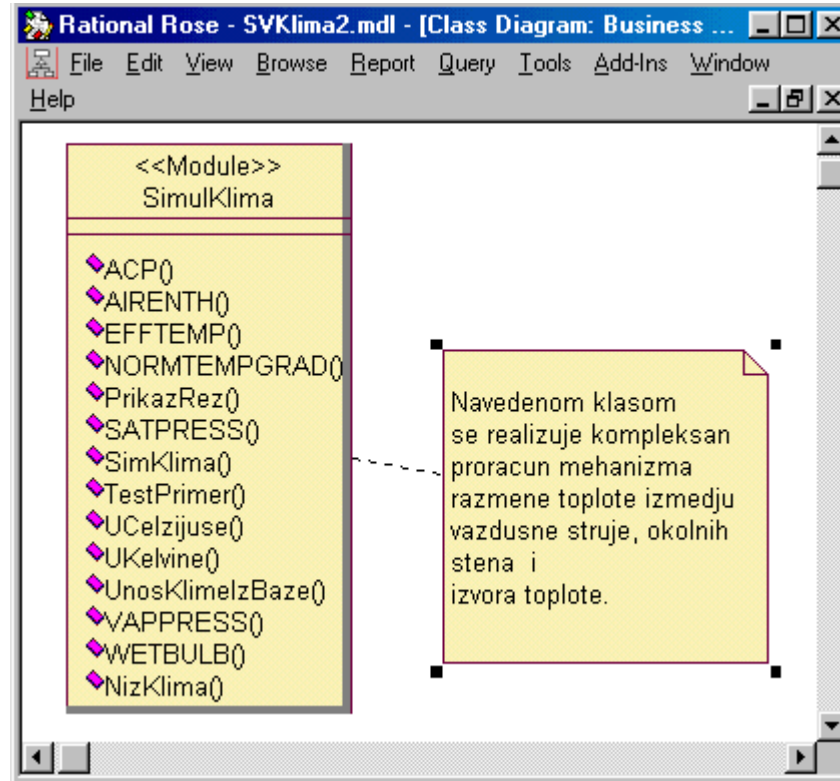 Rational Rose - SVKlima2.mdl - [Class Diagram: Business ...
File Edit View Browse Report Query Tools Add-Ins Window
Help
<<Module>>
SimulKlima
ACP()
AIRENTH()
EFFTEMP()
NORMTEMPGRAD()
PrikazRez()
SATPRESS()
SimKlima()
TestPrimer()
UCelzijuse()
UKelvine()
UnosKlimeIzBaze()
VAPPRESS()
WETBULB()
NizKlima()
Navedenom klasom
se realizuje kompleksan
proracun mehanizma
razmene toplote izmedju
vazdusne struje, okolnih
stena i
izvora toplote.